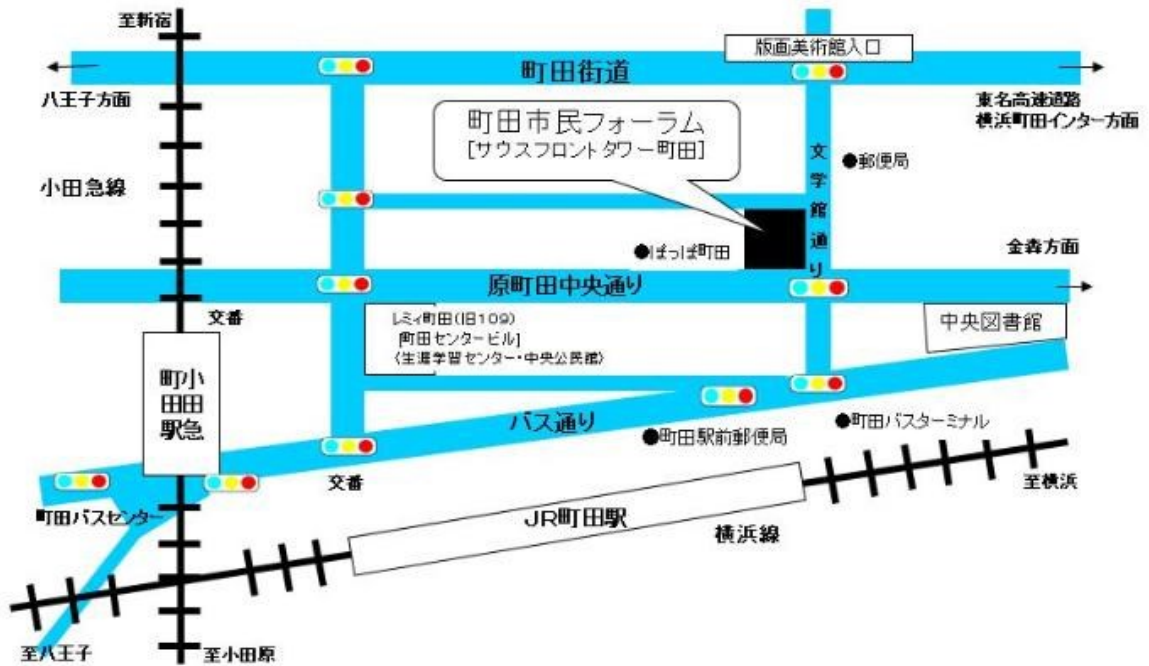 至新宿
版画美術館入口
町田街道
八王子方面
東名高速道路
横浜町田インター方面
町田市民フォーラム
[サウスフロントタワー町田]
文学館通り
●郵便局
小田急線
●ぽっぽ町田
金森方面
原町田中央通り
交番
レミィ町田(旧109)
[町田センタービル]
〈生涯学習センター・中央公民館〉
中央図書館
小田急
町田駅
バス通り
●町田バスターミナル
●町田駅前郵便局
交番
至横浜
町田バスセンター
JR町田駅
横浜線
至八王子
至小田原